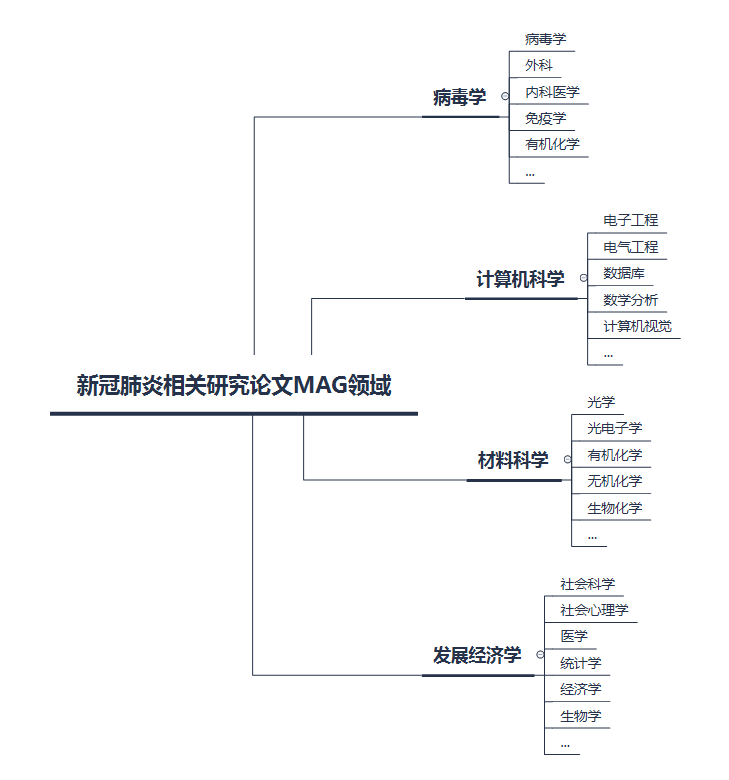 新冠肺炎相关研究论文MAG领域
病毒学
病毒学
外科
内科医学
免疫学
有机化学
...
计算机科学
电子工程
电气工程
数据库
数学分析
计算机视觉
...
材料科学
光学
光电子学
有机化学
无机化学
生物化学
...
发展经济学
社会科学
社会心理学
医学
统计学
经济学
生物学
...